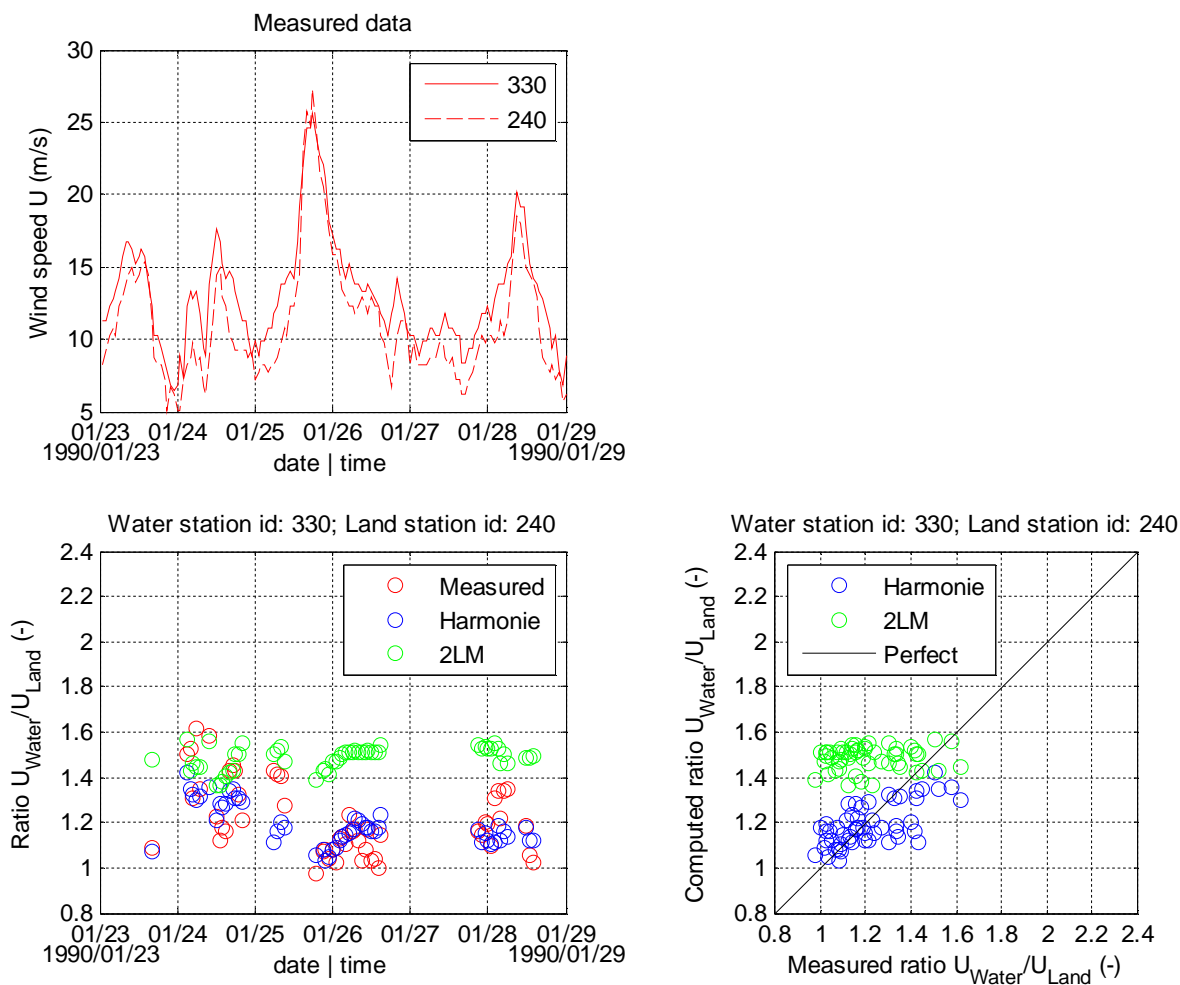 Measured data
30
25
20
15
10
5
Wind speed U (m/s)
330
240
01/23 01/24 01/25 01/26 01/27 01/28 01/29
1990/01/23 1990/01/29
date | time
Water station id: 330; Land station id: 240
2.4
2.2
2
1.8
1.6
1.4
1.2
1
0.8
Ratio U_Water/U_Land (-)
Measured
Harmonie
2LM
01/23 01/24 01/25 01/26 01/27 01/28 01/29
1990/01/23 1990/01/29
date | time
Water station id: 330; Land station id: 240
2.4
2.2
2
1.8
1.6
1.4
1.2
1
0.8
Computed ratio U_Water/U_Land (-)
Harmonie
2LM
Perfect
0.8 1 1.2 1.4 1.6 1.8 2 2.2 2.4
Measured ratio U_Water/U_Land (-)